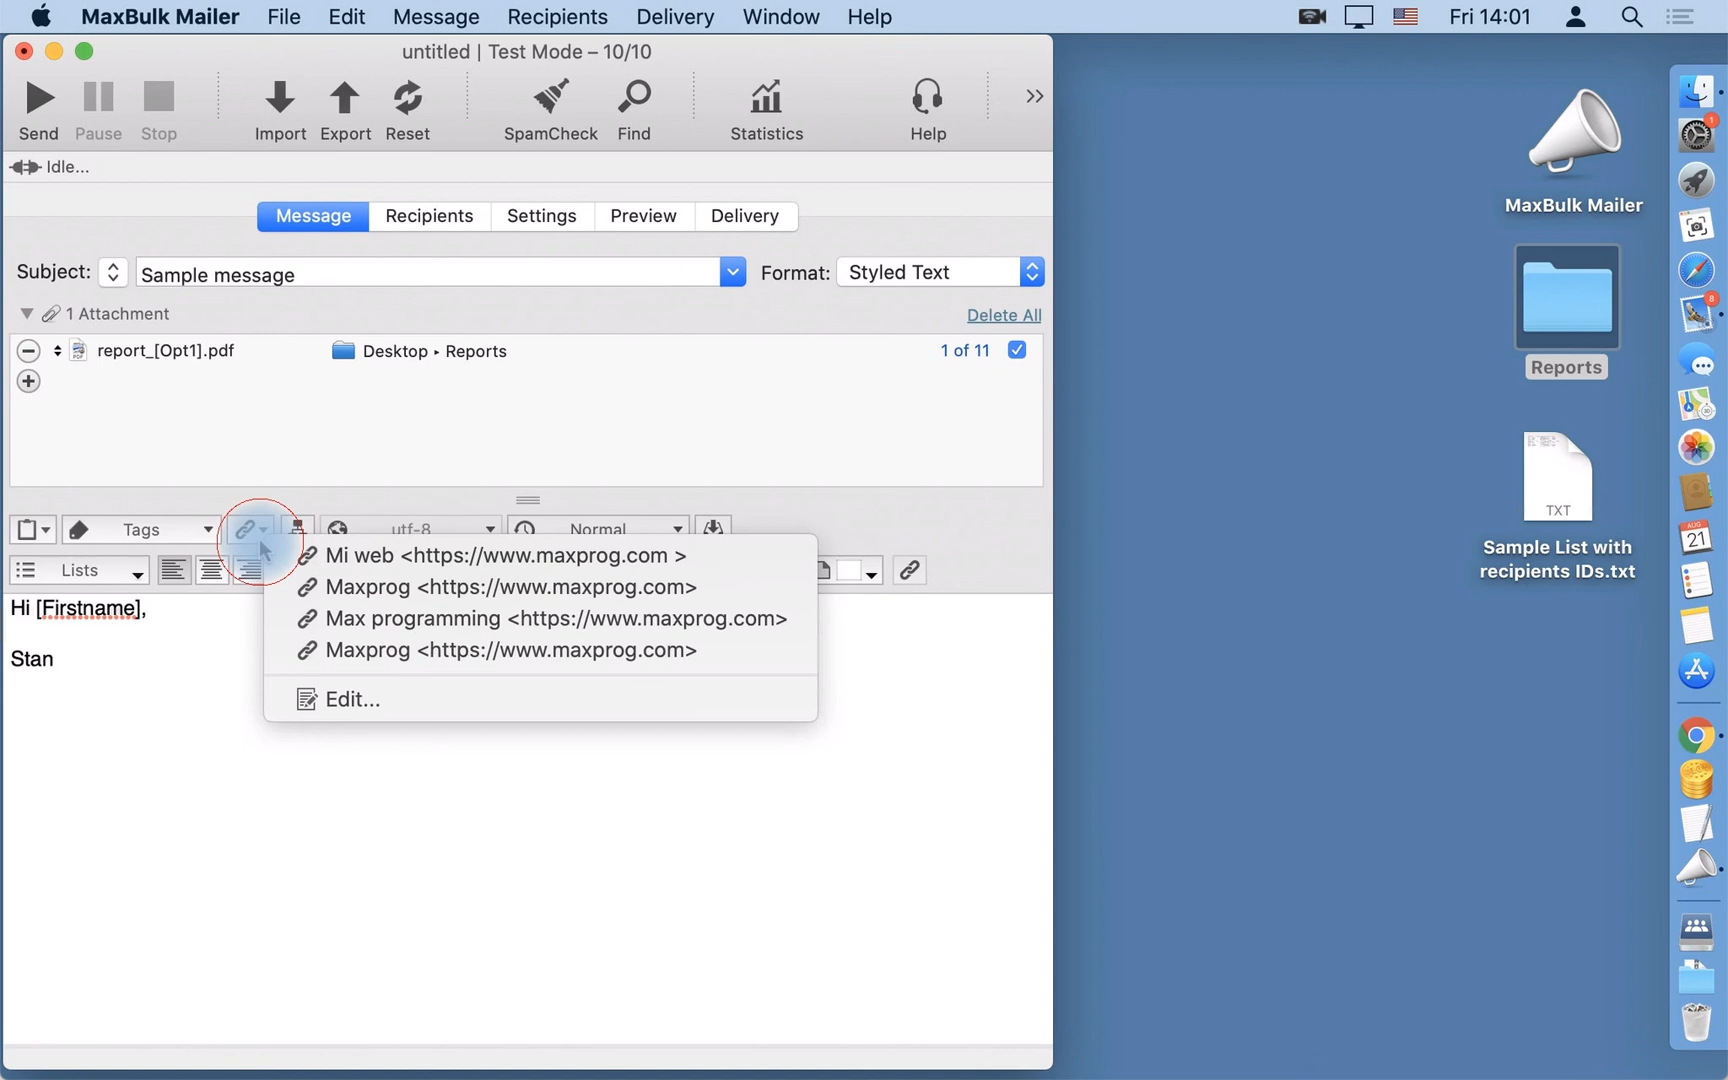 MaxBulk Mailer File Edit Message Recipients Delivery Window Help Fri 14:01
untitled | Test Mode – 10/10
Send Pause Stop Import Export Reset SpamCheck Find Statistics Help
Idle...
Message Recipients Settings Preview Delivery
Subject: Sample message Format: Styled Text
1 Attachment Delete All
report_[Opt1].pdf Desktop ▸ Reports 1 of 11
Tags utf-8 Normal
Lists
Mi web <https://www.maxprog.com >
Maxprog <https://www.maxprog.com>
Max programming <https://www.maxprog.com>
Maxprog <https://www.maxprog.com>
Edit...
Hi [Firstname],
Stan
MaxBulk Mailer
Reports
TXT
Sample List with
recipients IDs.txt
1
8
AUG
21